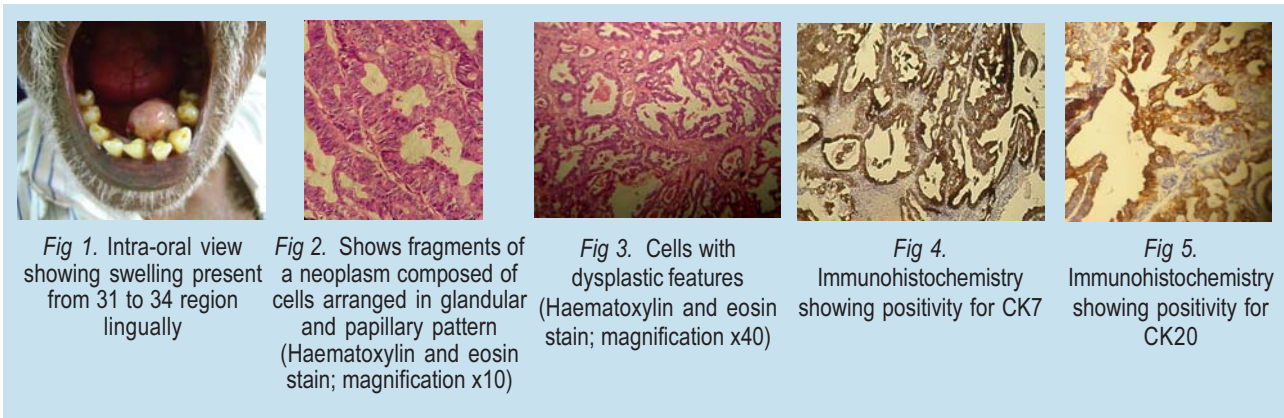 Fig 1. Intra-oral view
showing swelling present
from 31 to 34 region
lingually
Fig 2. Shows fragments of
a neoplasm composed of
cells arranged in glandular
and papillary pattern
(Haematoxylin and eosin
stain; magnification x10)
Fig 3. Cells with
dysplastic features
(Haematoxylin and eosin
stain; magnification x40)
Fig 4.
Immunohistochemistry
showing positivity for CK7
Fig 5.
Immunohistochemistry
showing positivity for
CK20